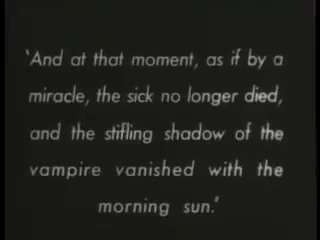 'And at that moment, as if by a
miracle, the sick no longer died,
and the stifling shadow of the
vampire vanished with the
morning sun.'